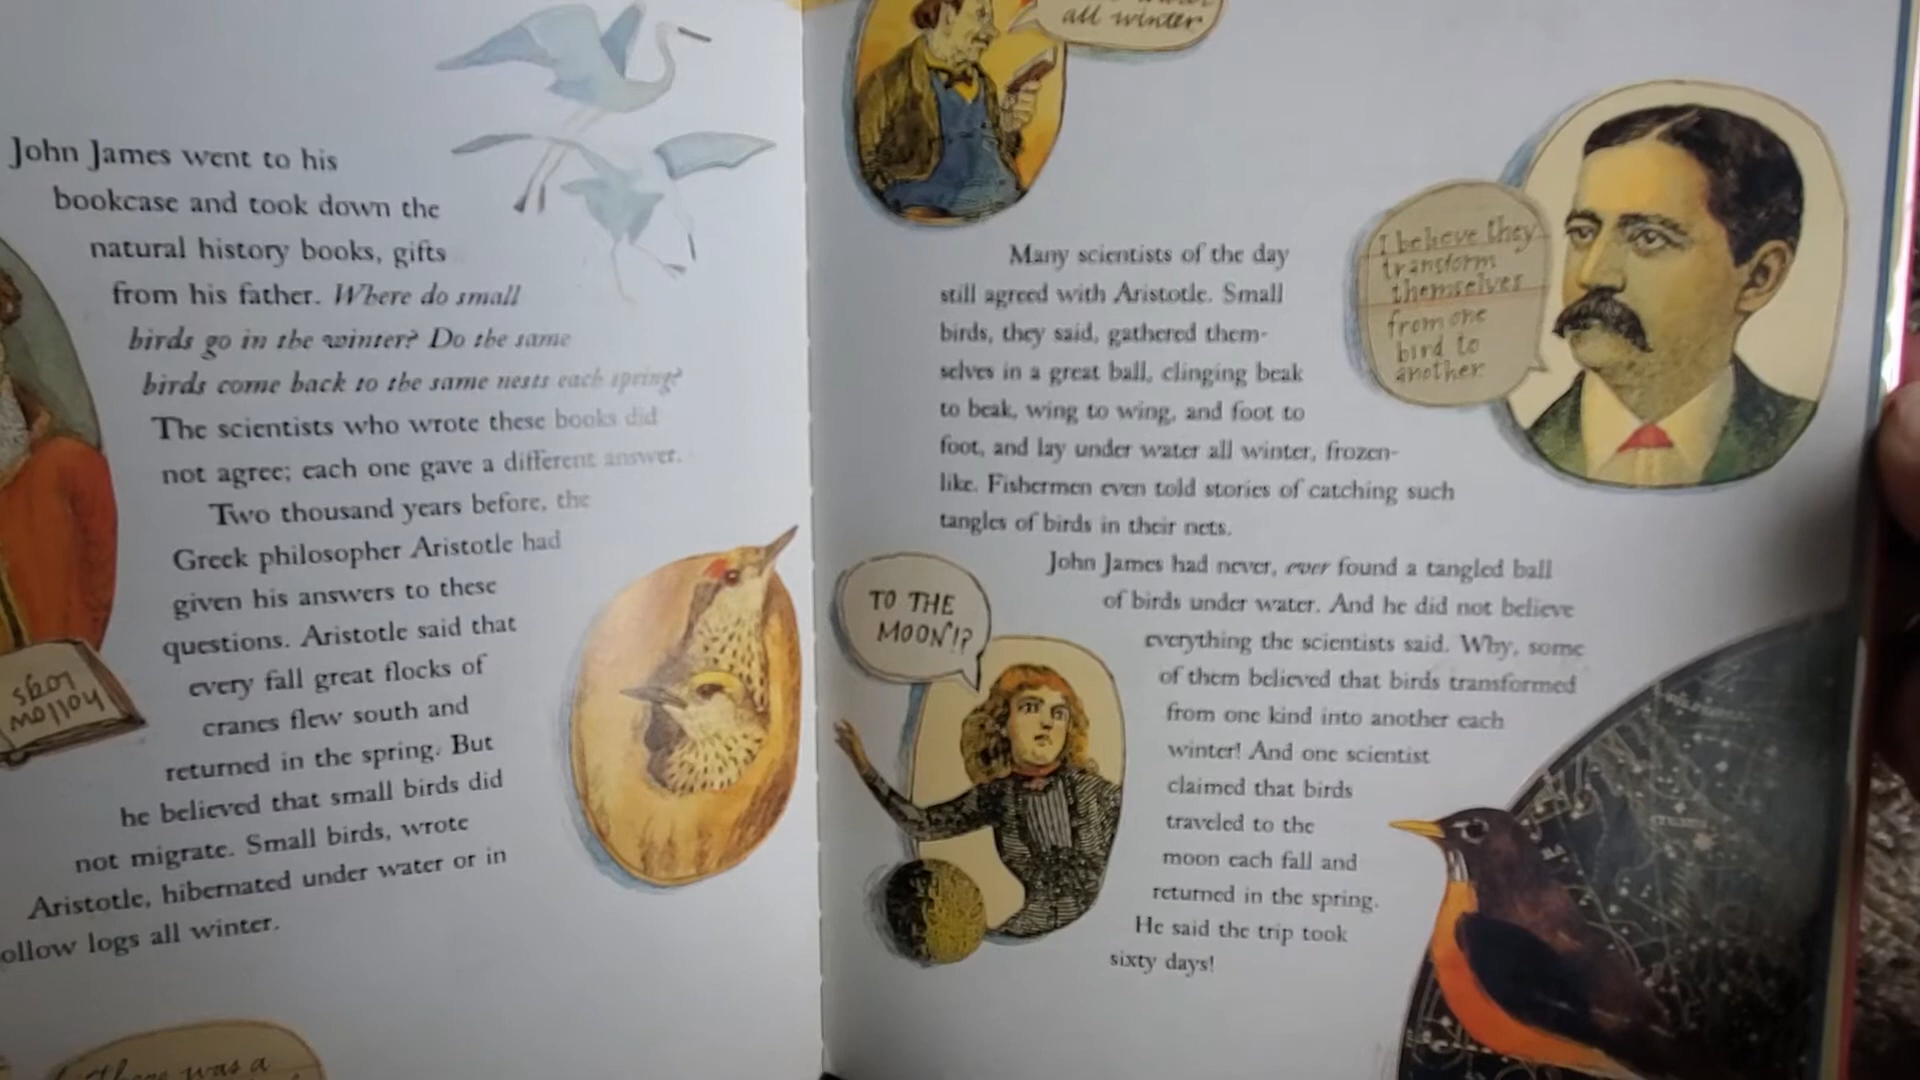 John James went to his
bookcase and took down the
natural history books, gifts
from his father. Where do small
birds go in the winter? Do the same
birds come back to the same nests each spring?
The scientists who wrote these books did
not agree; each one gave a different answer.
Two thousand years before, the
Greek philosopher Aristotle had
given his answers to these
questions. Aristotle said that
every fall great flocks of
cranes flew south and
returned in the spring. But
he believed that small birds did
not migrate. Small birds, wrote
Aristotle, hibernated under water or in
ollow logs all winter.
hollow
logs
there was a
all winter
Many scientists of the day
still agreed with Aristotle. Small
birds, they said, gathered them-
selves in a great ball, clinging beak
to beak, wing to wing, and foot to
foot, and lay under water all winter, frozen-
like. Fishermen even told stories of catching such
tangles of birds in their nets.
I believe they
transform
themselves
from one
bird to
another.
John James had never, ever found a tangled ball
of birds under water. And he did not believe
everything the scientists said. Why, some
of them believed that birds transformed
from one kind into another each
winter! And one scientist
claimed that birds
traveled to the
moon each fall and
returned in the spring.
He said the trip took
sixty days!
TO THE
MOON!?